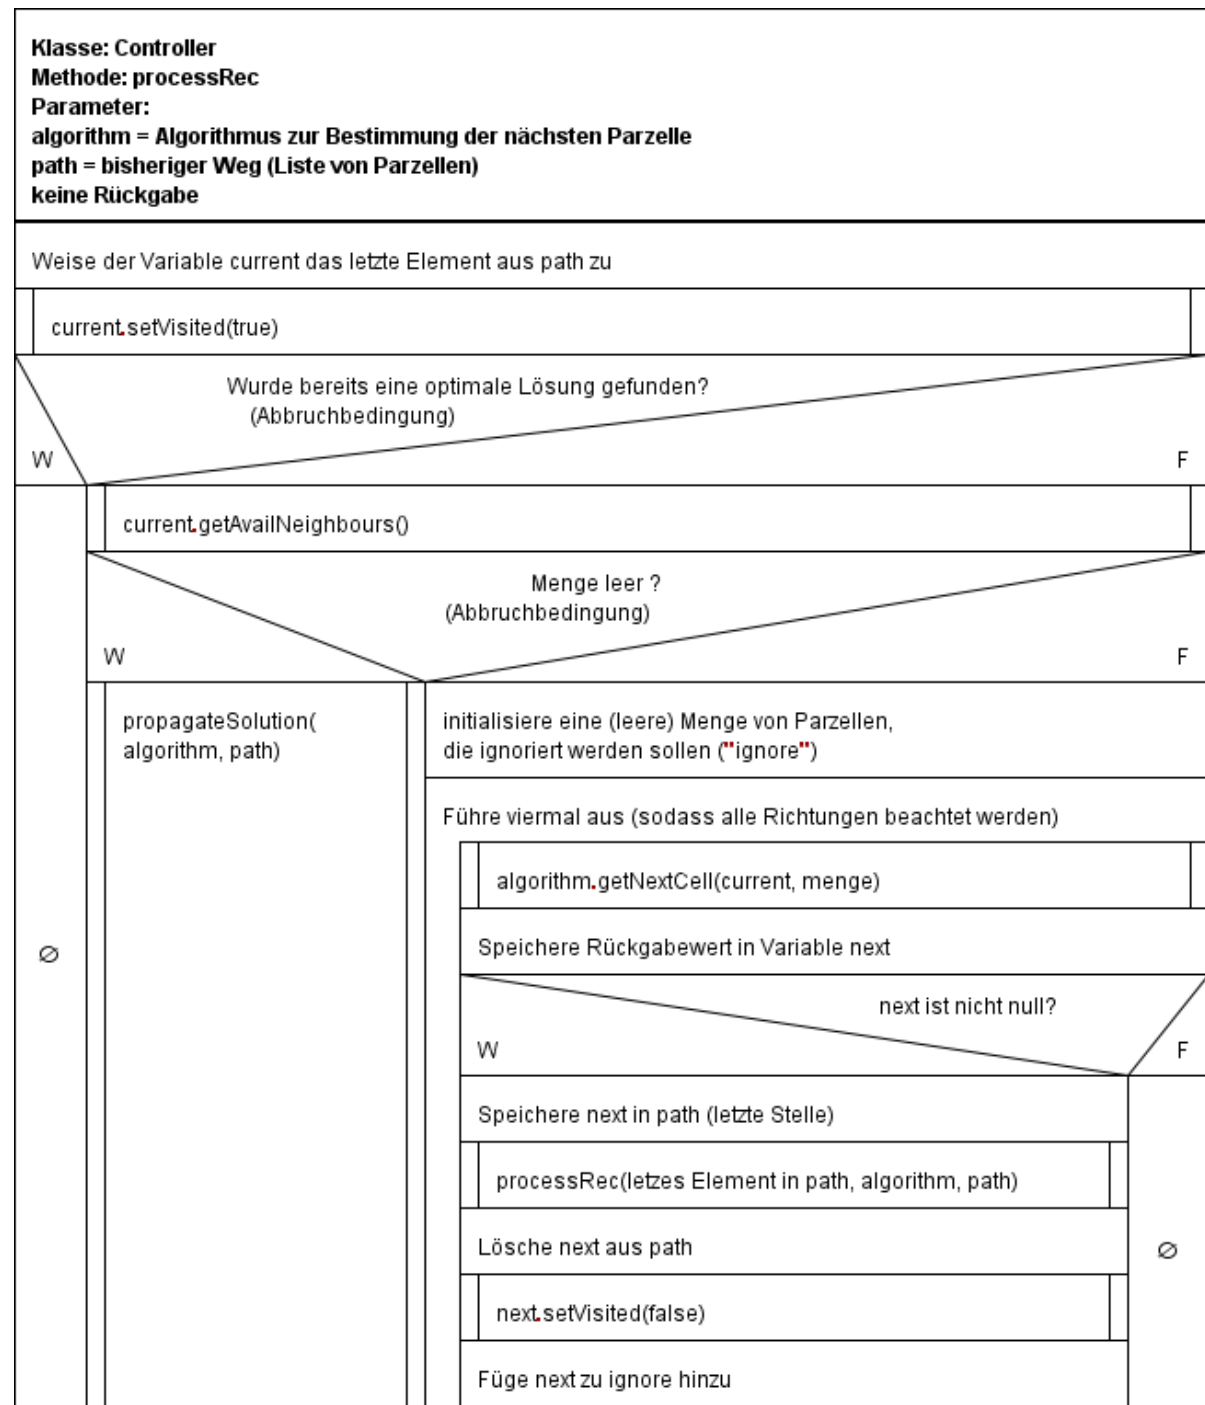 Klasse: Controller
Methode: processRec
Parameter:
algorithm = Algorithmus zur Bestimmung der nächsten Parzelle
path = bisheriger Weg (Liste von Parzellen)
keine Rückgabe
Weise der Variable current das letzte Element aus path zu
current.setVisited(true)
Wurde bereits eine optimale Lösung gefunden?
(Abbruchbedingung)
W
F
current.getAvailNeighbours()
Menge leer ?
(Abbruchbedingung)
W
F
propagateSolution(
algorithm, path)
initialisiere eine (leere) Menge von Parzellen,
die ignoriert werden sollen ("ignore")
Führe viermal aus (sodass alle Richtungen beachtet werden)
algorithm.getNextCell(current, menge)
Speichere Rückgabewert in Variable next
next ist nicht null?
W
F
Speichere next in path (letzte Stelle)
processRec(letzes Element in path, algorithm, path)
Lösche next aus path
next.setVisited(false)
Füge next zu ignore hinzu
∅
∅